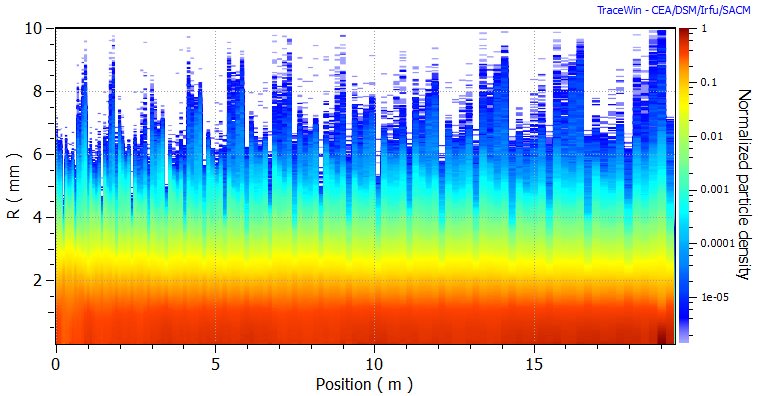 TraceWin - CEA/DSM/Irfu/SACM
10
8
6
4
2
R ( mm )
0
5
10
15
Position ( m )
1
0.1
0.01
0.001
0.0001
1e-05
Normalized particle density